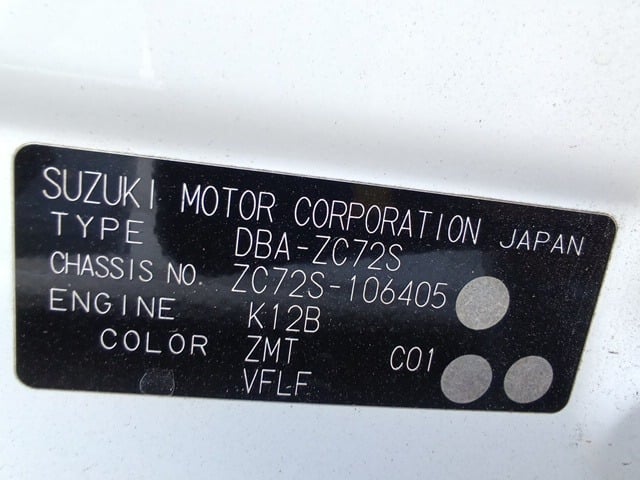 SUZUKI MOTOR CORPORATION JAPAN
TYPE DBA-ZC72S
CHASSIS NO. ZC72S-106405
ENGINE K12B
COLOR ZMT C01
VFLF